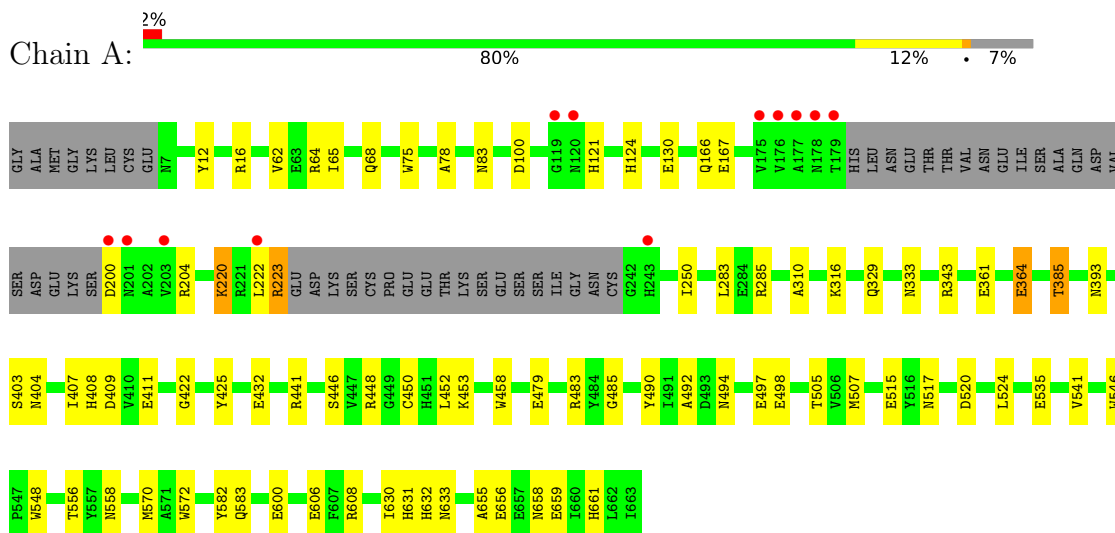 2%
Chain A:
80% 12% • 7%
GLY ALA MET GLY LYS LEU CYS GLU N7 Y12 R16 V62 E63 R64 I65 Q68 W75 A78 N83 D100 G119 N120 H121 H124 E130 Q166 E167 V175 V176 A177 N178 T179 HIS LEU ASN GLU THR THR VAL ASN GLU ILE SER ALA GLN ASP VAL
SER ASP GLU LYS SER D200 N201 A202 V203 R204 K220 R221 L222 R223 GLU ASP LYS SER CYS PRO GLU GLU THR LYS SER GLU SER SER ILE GLY ASN CYS G242 H243 I250 L283 E284 R285 A310 K316 Q329 N333 R343 E361 E364 T385 N393
S403 N404 I407 H408 D409 V410 E411 G422 Y425 E432 R441 S446 V447 R448 G449 C450 H451 L452 K453 W458 E479 R483 Y484 G485 Y490 I491 A492 D493 N494 E497 E498 T505 V506 M507 E515 Y516 N517 D520 L524 E535 V541 W546
P547 W548 T556 Y557 N558 M570 A571 W572 Y582 Q583 E600 E606 F607 R608 I630 H631 H632 N633 A655 E656 E657 N658 E659 I660 H661 L662 I663